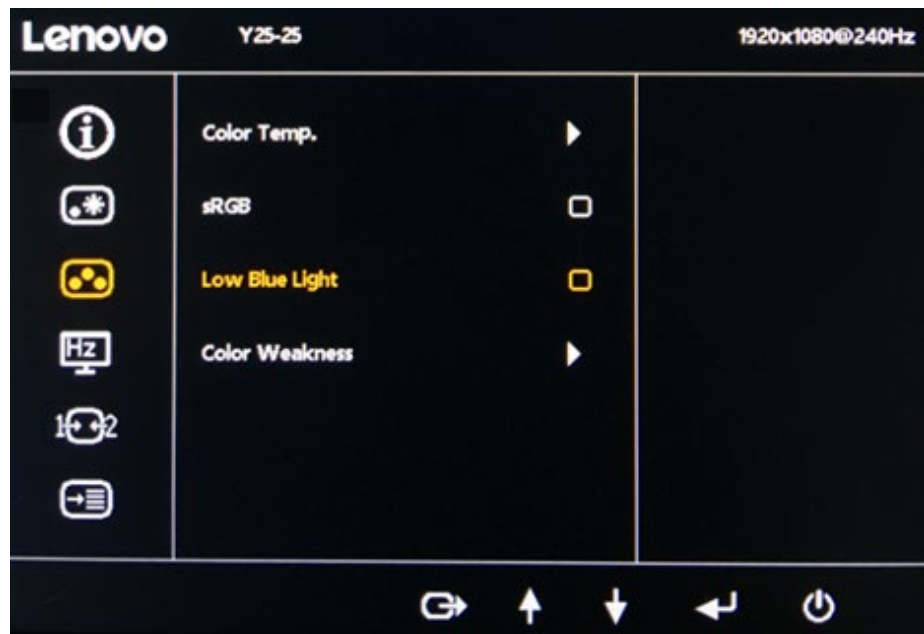 Lenovo Y25-25 1920x1080@240Hz
Color Temp.
sRGB
Low Blue Light
Hz
Color Weakness
1 2